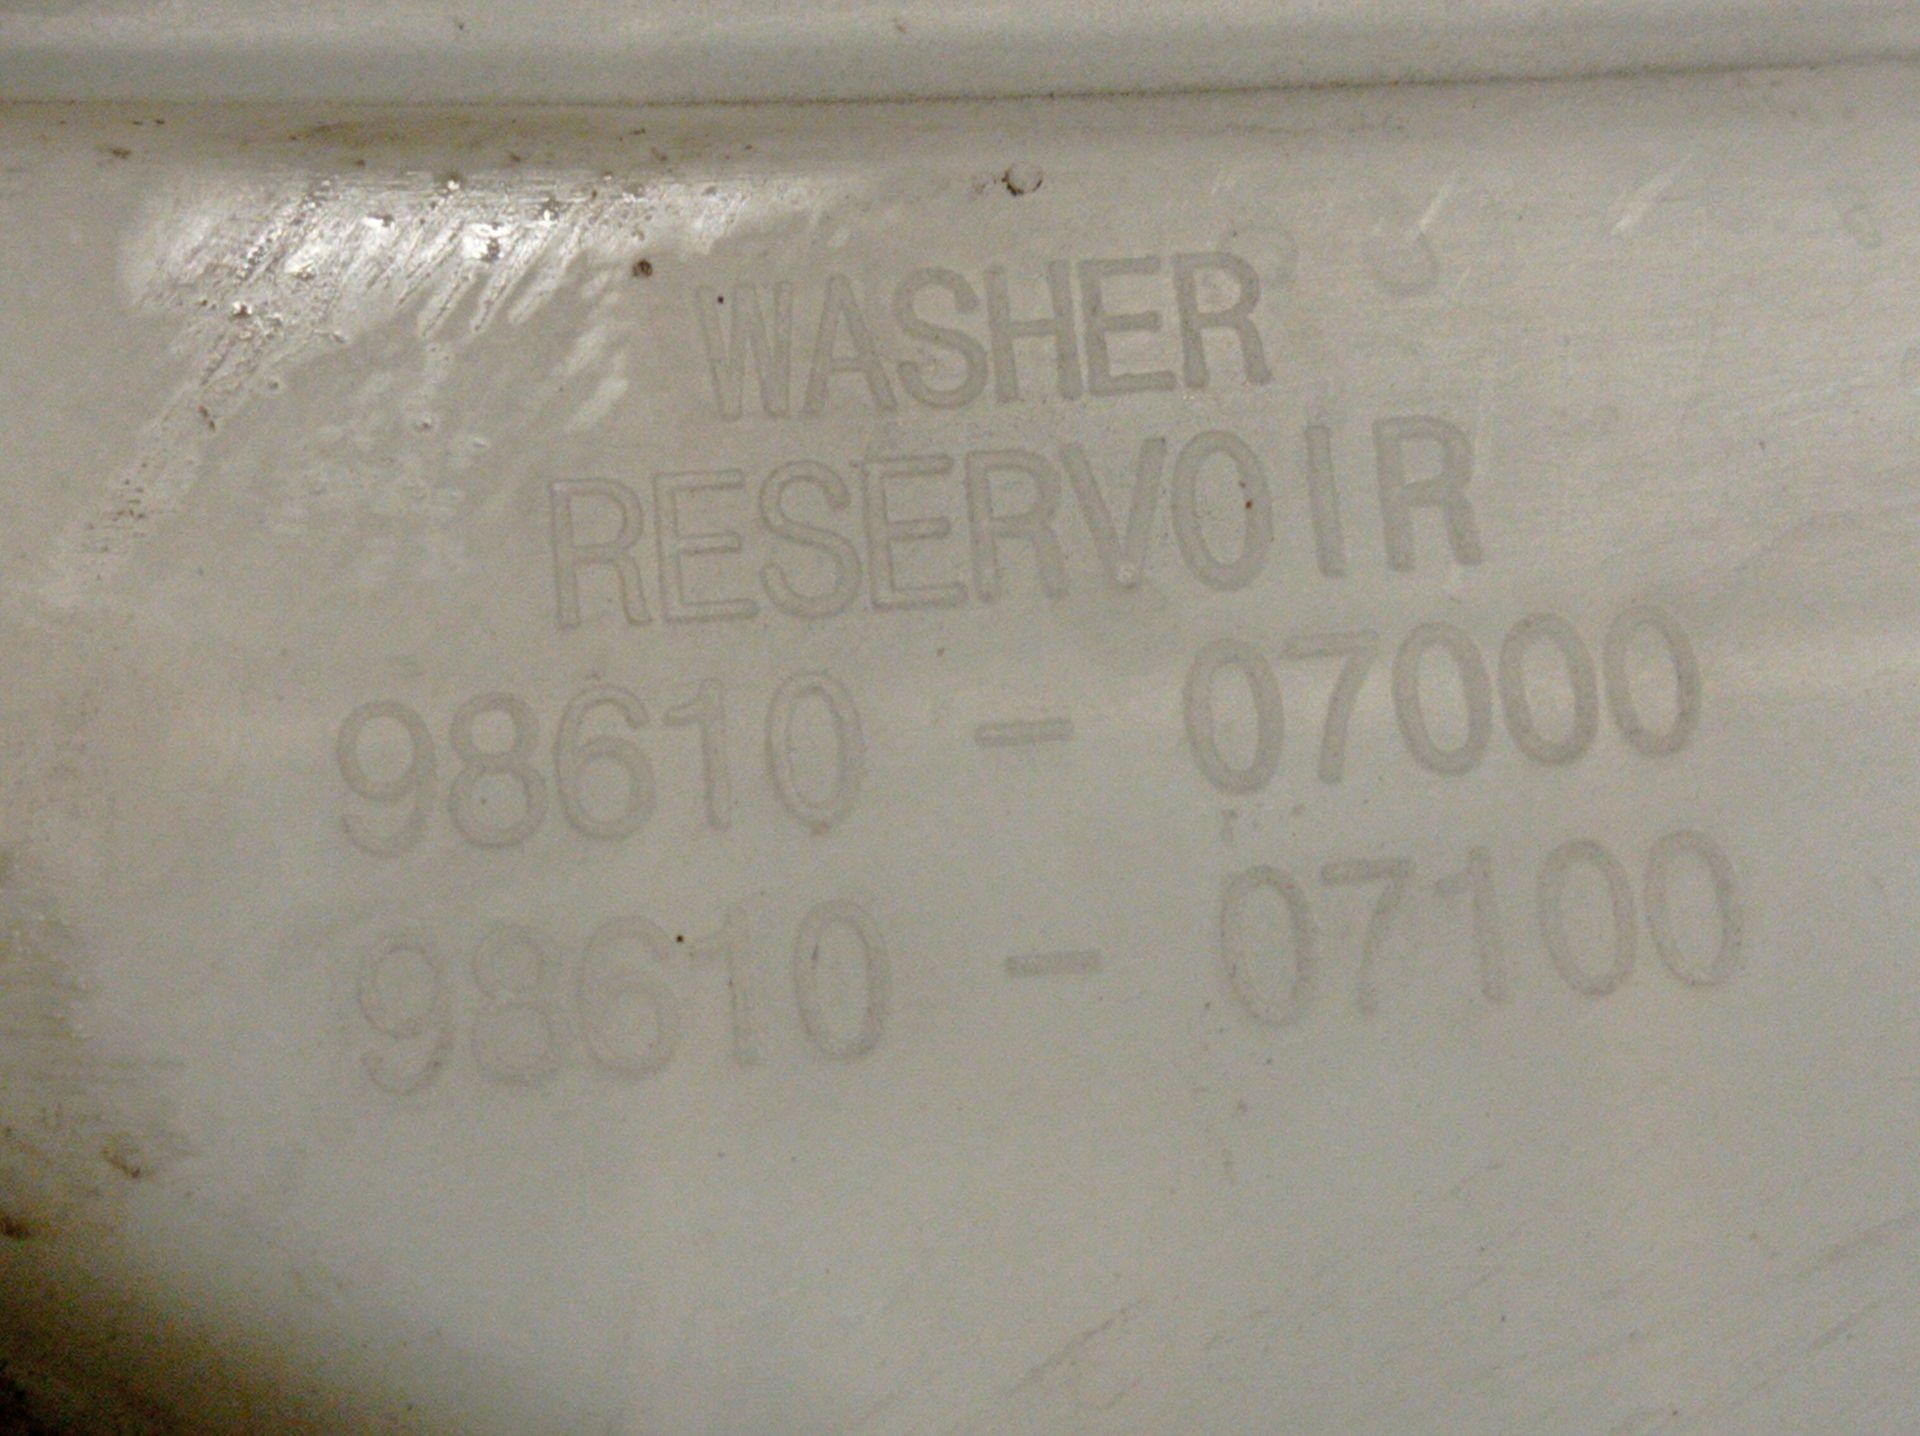 WASHER
RESERVOIR
98610 - 07000
98610 - 07100